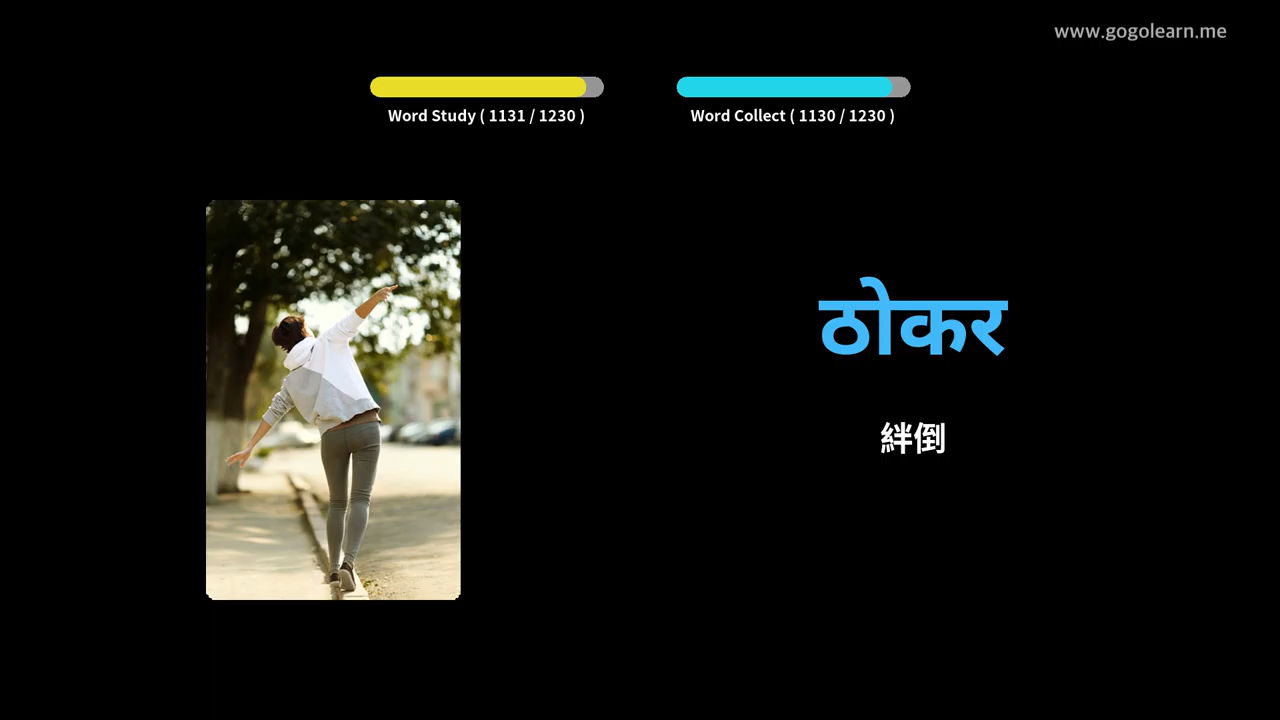 www.gogolearn.me
Word Study ( 1131 / 1230 )
Word Collect ( 1130 / 1230 )
ठोकर
絆倒